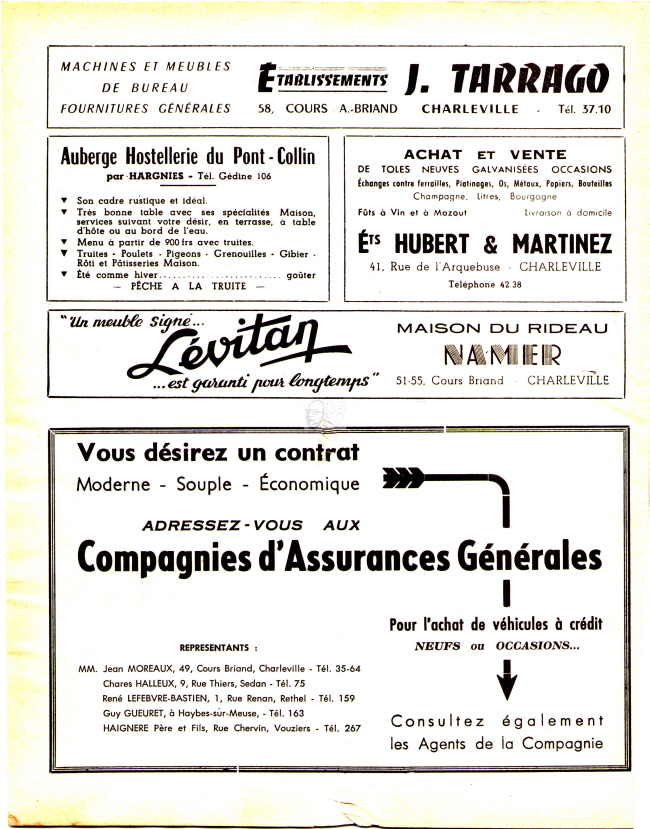 MACHINES ET MEUBLES
DE BUREAU
FOURNITURES GÉNÉRALES
ETABLISSEMENTS J. TARRAGO
58, COURS A.-BRIAND CHARLEVILLE - Tél. 37.10
Auberge Hostellerie du Pont-Collin
par HARGNIES - Tél. Gédine 106
▼ Son cadre rustique et idéal.
▼ Très bonne table avec ses spécialités Maison,
services suivant votre désir, en terrasse, à table
d'hôte ou au bord de l'eau.
▼ Menu à partir de 900 frs avec truites.
▼ Truites - Poulets - Pigeons - Grenouilles - Gibier -
Rôti et Pâtisseries Maison.
▼ Été comme hiver......................... goûter
— PÊCHE A LA TRUITE —
ACHAT ET VENTE
DE TOLES NEUVES GALVANISÉES OCCASIONS
Échanges contre ferrailles, Platinages, Os, Métaux, Papiers, Bouteilles
Champagne, Litres, Bourgogne
Fûts à Vin et à Mazout Livraison à domicile
Éts HUBERT & MARTINEZ
41, Rue de l'Arquebuse - CHARLEVILLE
Téléphone 42 38
"Un meuble signé...
Lévitan
...est garanti pour longtemps"
MAISON DU RIDEAU
NAMER
51-55, Cours Briand - CHARLEVILLE
Vous désirez un contrat
Moderne - Souple - Économique
ADRESSEZ-VOUS AUX
Compagnies d'Assurances Générales
Pour l'achat de véhicules à crédit
NEUFS ou OCCASIONS...
REPRESENTANTS :
MM. Jean MOREAUX, 49, Cours Briand, Charleville - Tél. 35-64
Chares HALLEUX, 9, Rue Thiers, Sedan - Tél. 75
René LEFEBVRE-BASTIEN, 1, Rue Renan, Rethel - Tél. 159
Guy GUEURET, à Haybes-sur-Meuse, - Tél. 163
HAIGNERE Père et Fils, Rue Chervin, Vouziers - Tél. 267
Consultez également
les Agents de la Compagnie